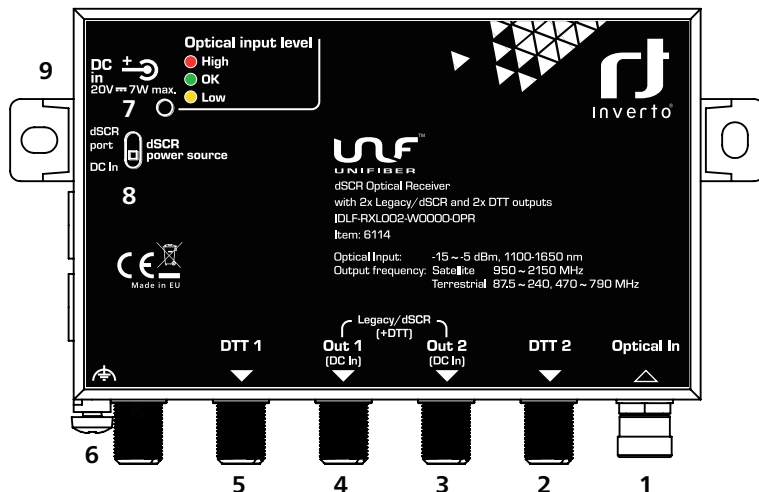 9
DC in
+
20V ⎓ 7W max.
7
Optical input level
High
OK
Low
dSCR port
DC In
dSCR power source
8
inverto®
UNF™
UNIFIBER
dSCR Optical Receiver
with 2x Legacy/dSCR and 2x DTT outputs
IDLF-RXL002-W0000-OPR
Item: 6114
Optical Input: -15 ~ -5 dBm, 1100-1650 nm
Output frequency: Satellite 950 ~ 2150 MHz
Terrestrial 87.5 ~ 240, 470 ~ 790 MHz
CE
Made in EU
Legacy/dSCR
(+DTT)
DTT 1
Out 1
(DC In)
Out 2
(DC In)
DTT 2
Optical In
6
5
4
3
2
1